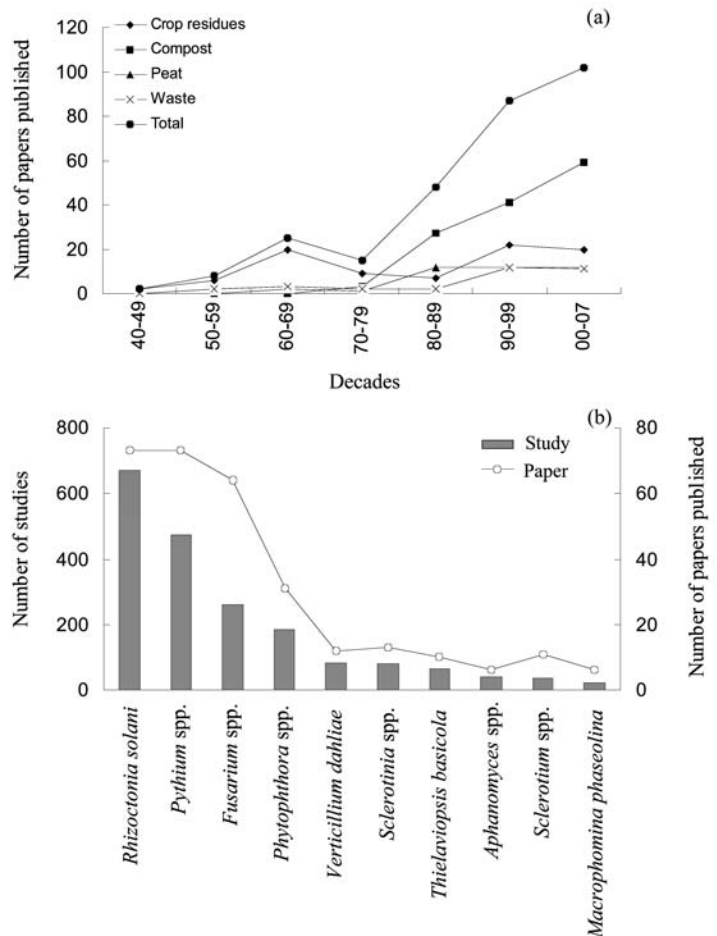 (a)
Crop residues
Compost
Peat
Waste
Total
120
100
80
60
40
20
0
Number of papers published
40-49
50-59
60-69
70-79
80-89
90-99
00-07
Decades
(b)
Study
Paper
800
600
400
200
0
Number of studies
80
60
40
20
0
Number of papers published
Rhizoctonia solani
Pythium spp.
Fusarium spp.
Phytophthora spp.
Verticillium dahliae
Sclerotinia spp.
Thielaviopsis basicola
Aphanomyces spp.
Sclerotium spp.
Macrophomina phaseolina